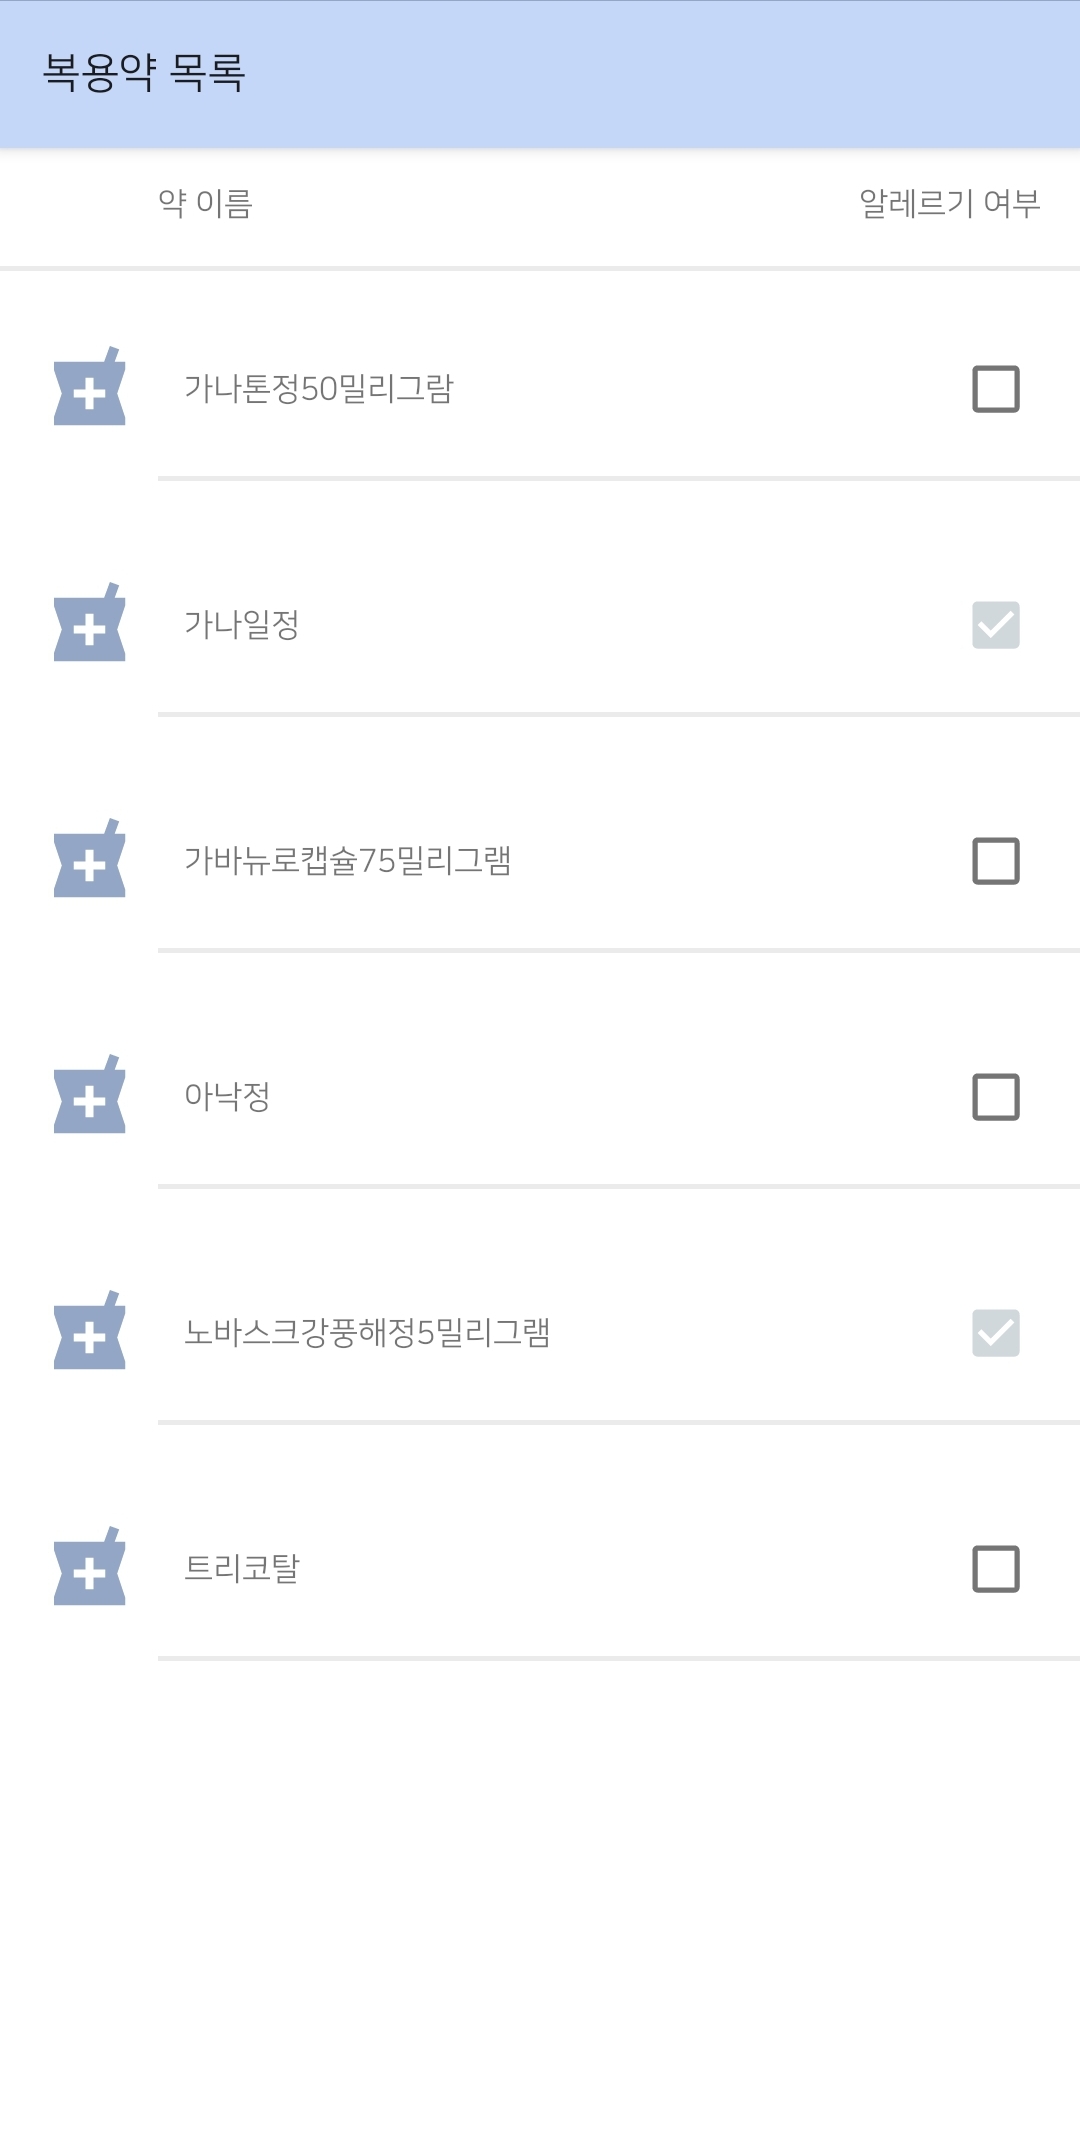 복용약 목록
약 이름 알레르기 여부
가나톤정50밀리그람
가나일정
가바뉴로캡슐75밀리그램
아낙정
노바스크강풍해정5밀리그램
트리코탈